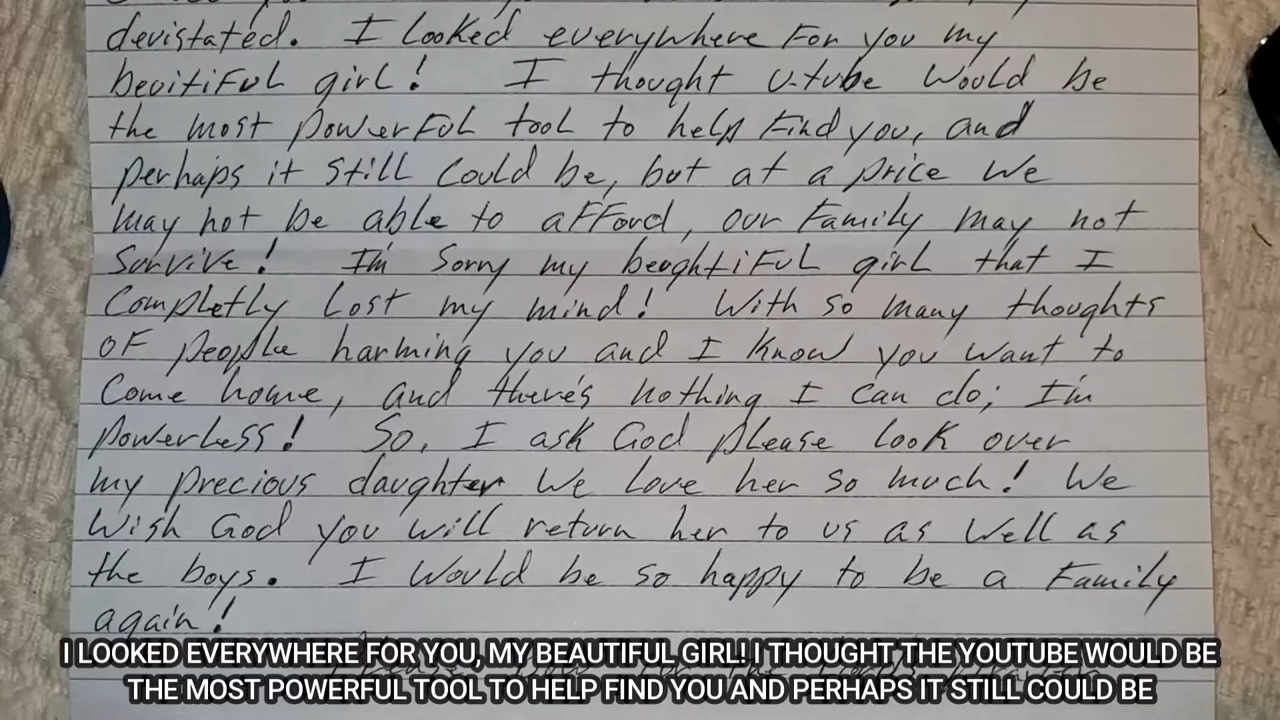 devistated. I Looked everywhere For you my
bevitiFuL girL! I thought U-tube Would be
the most powerFuL tool to help Find you, and
perhaps it Still Could be, but at a price We
may not be able to aFFord, our Family may not
Survive! I'm Sorry my beoghtiFuL girL that I
CompLetLy Lost my mind! With so many thoughts
oF people harming you and I Know you Want to
Come home, and there's nothing I can do; I'm
powerLess! So, I ask God please Look over
my precious daughter We Love her so much! We
Wish God you will return her to us as Well as
the boys. I Would be so happy to be a Family
again!
I LOOKED EVERYWHERE FOR YOU, MY BEAUTIFUL GIRL! I THOUGHT THE YOUTUBE WOULD BE
THE MOST POWERFUL TOOL TO HELP FIND YOU AND PERHAPS IT STILL COULD BE